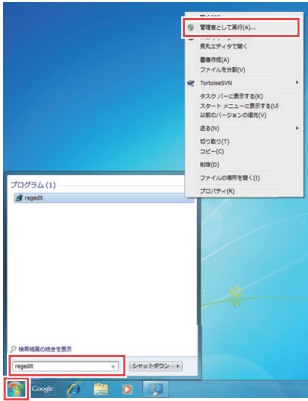 管理者として実行(A)...
秀丸エディタで開く
書庫作成(A)
ファイルを分割(V)
TortoiseSVN
タスク バーに表示する(K)
スタート メニューに表示する(U)
以前のバージョンの復元(V)
送る(N)
切り取り(T)
コピー(C)
削除(D)
ファイルの場所を開く(I)
プロパティ(R)
プログラム (1)
regedit
検索結果の続きを表示
regedit
シャットダウン
Google